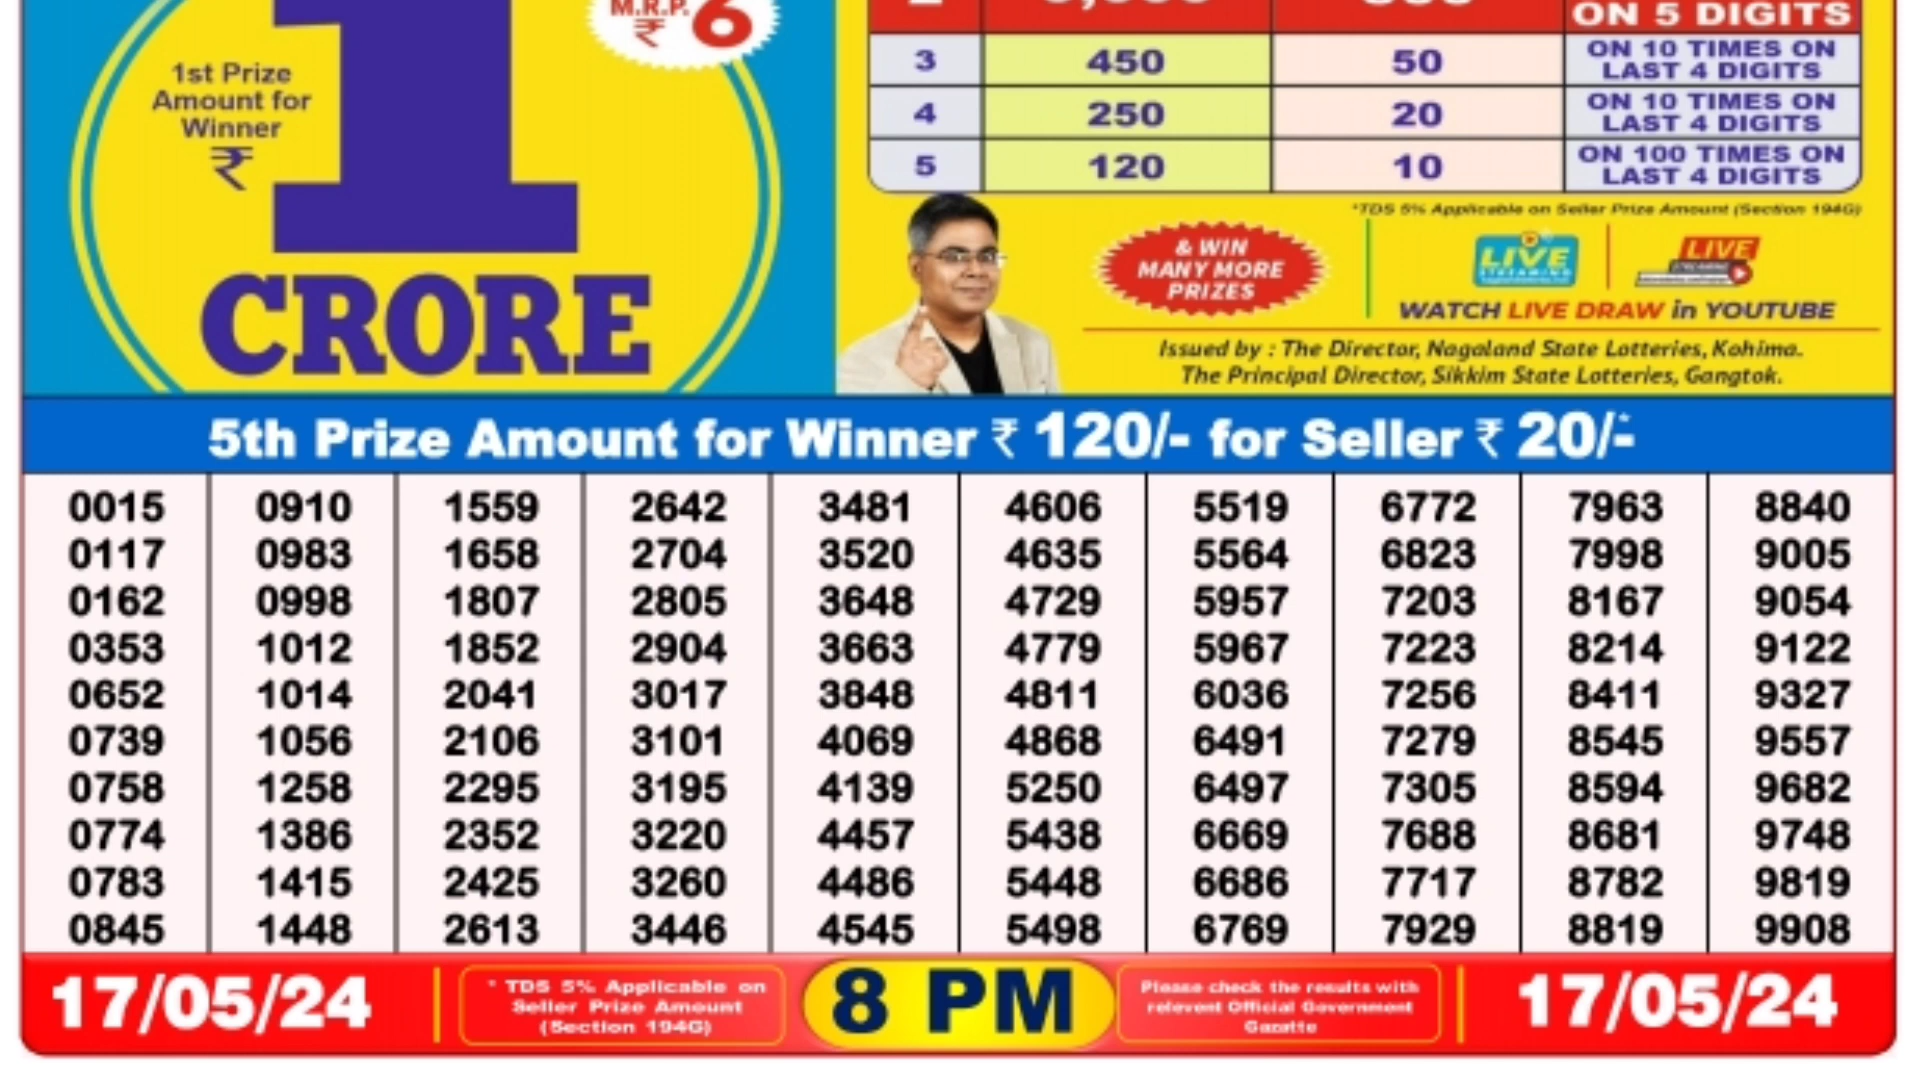 M.R.P.
₹ 6
1st Prize
Amount for
Winner
₹
1
CRORE
ON 5 DIGITS
3 450 50 ON 10 TIMES ON
LAST 4 DIGITS
4 250 20 ON 10 TIMES ON
LAST 4 DIGITS
5 120 10 ON 100 TIMES ON
LAST 4 DIGITS
*TDS 5% Applicable on Seller Prize Amount (Section 194G)
& WIN
MANY MORE
PRIZES
LIVE
STREAMING
LIVE
STREAMING
WATCH LIVE DRAW in YOUTUBE
Issued by : The Director, Nagaland State Lotteries, Kohima.
The Principal Director, Sikkim State Lotteries, Gangtok.
5th Prize Amount for Winner ₹ 120/- for Seller ₹ 20/-*
0015 0910 1559 2642 3481 4606 5519 6772 7963 8840
0117 0983 1658 2704 3520 4635 5564 6823 7998 9005
0162 0998 1807 2805 3648 4729 5957 7203 8167 9054
0353 1012 1852 2904 3663 4779 5967 7223 8214 9122
0652 1014 2041 3017 3848 4811 6036 7256 8411 9327
0739 1056 2106 3101 4069 4868 6491 7279 8545 9557
0758 1258 2295 3195 4139 5250 6497 7305 8594 9682
0774 1386 2352 3220 4457 5438 6669 7688 8681 9748
0783 1415 2425 3260 4486 5448 6686 7717 8782 9819
0845 1448 2613 3446 4545 5498 6769 7929 8819 9908
17/05/24
* TDS 5% Applicable on
Seller Prize Amount
(Section 194G)
8 PM
Please check the results with
relevent Official Government
Gazatte
17/05/24